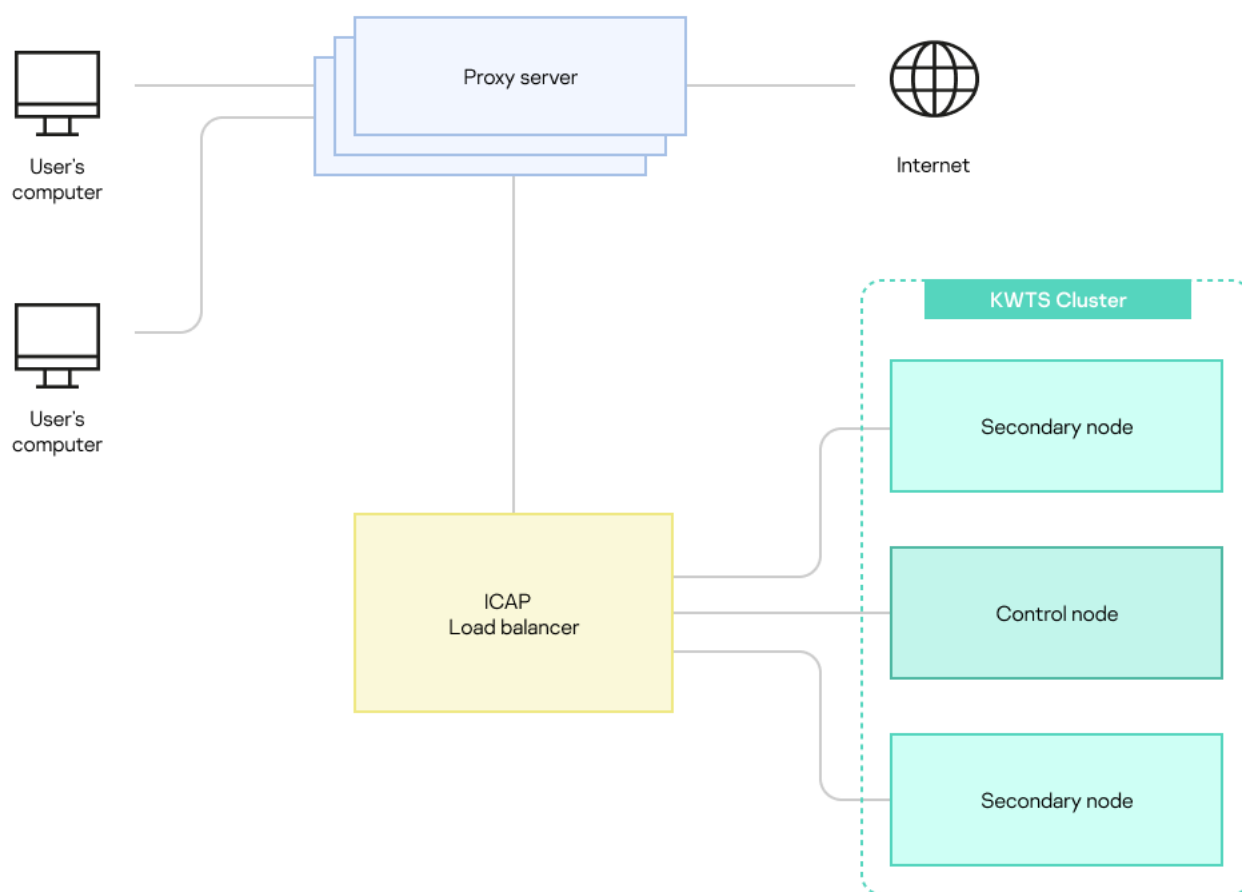 Proxy server
User's
computer
Internet
KWTS Cluster
User's
computer
Secondary node
ICAP
Load balancer
Control node
Secondary node